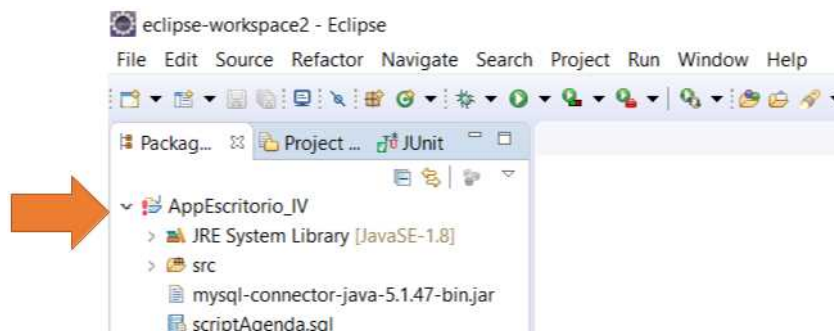 eclipse-workspace2 - Eclipse
File Edit Source Refactor Navigate Search Project Run Window Help
Packag... Project ... JUnit
AppEscritorio_IV
JRE System Library [JavaSE-1.8]
src
mysql-connector-java-5.1.47-bin.jar
scriptAgenda.sql